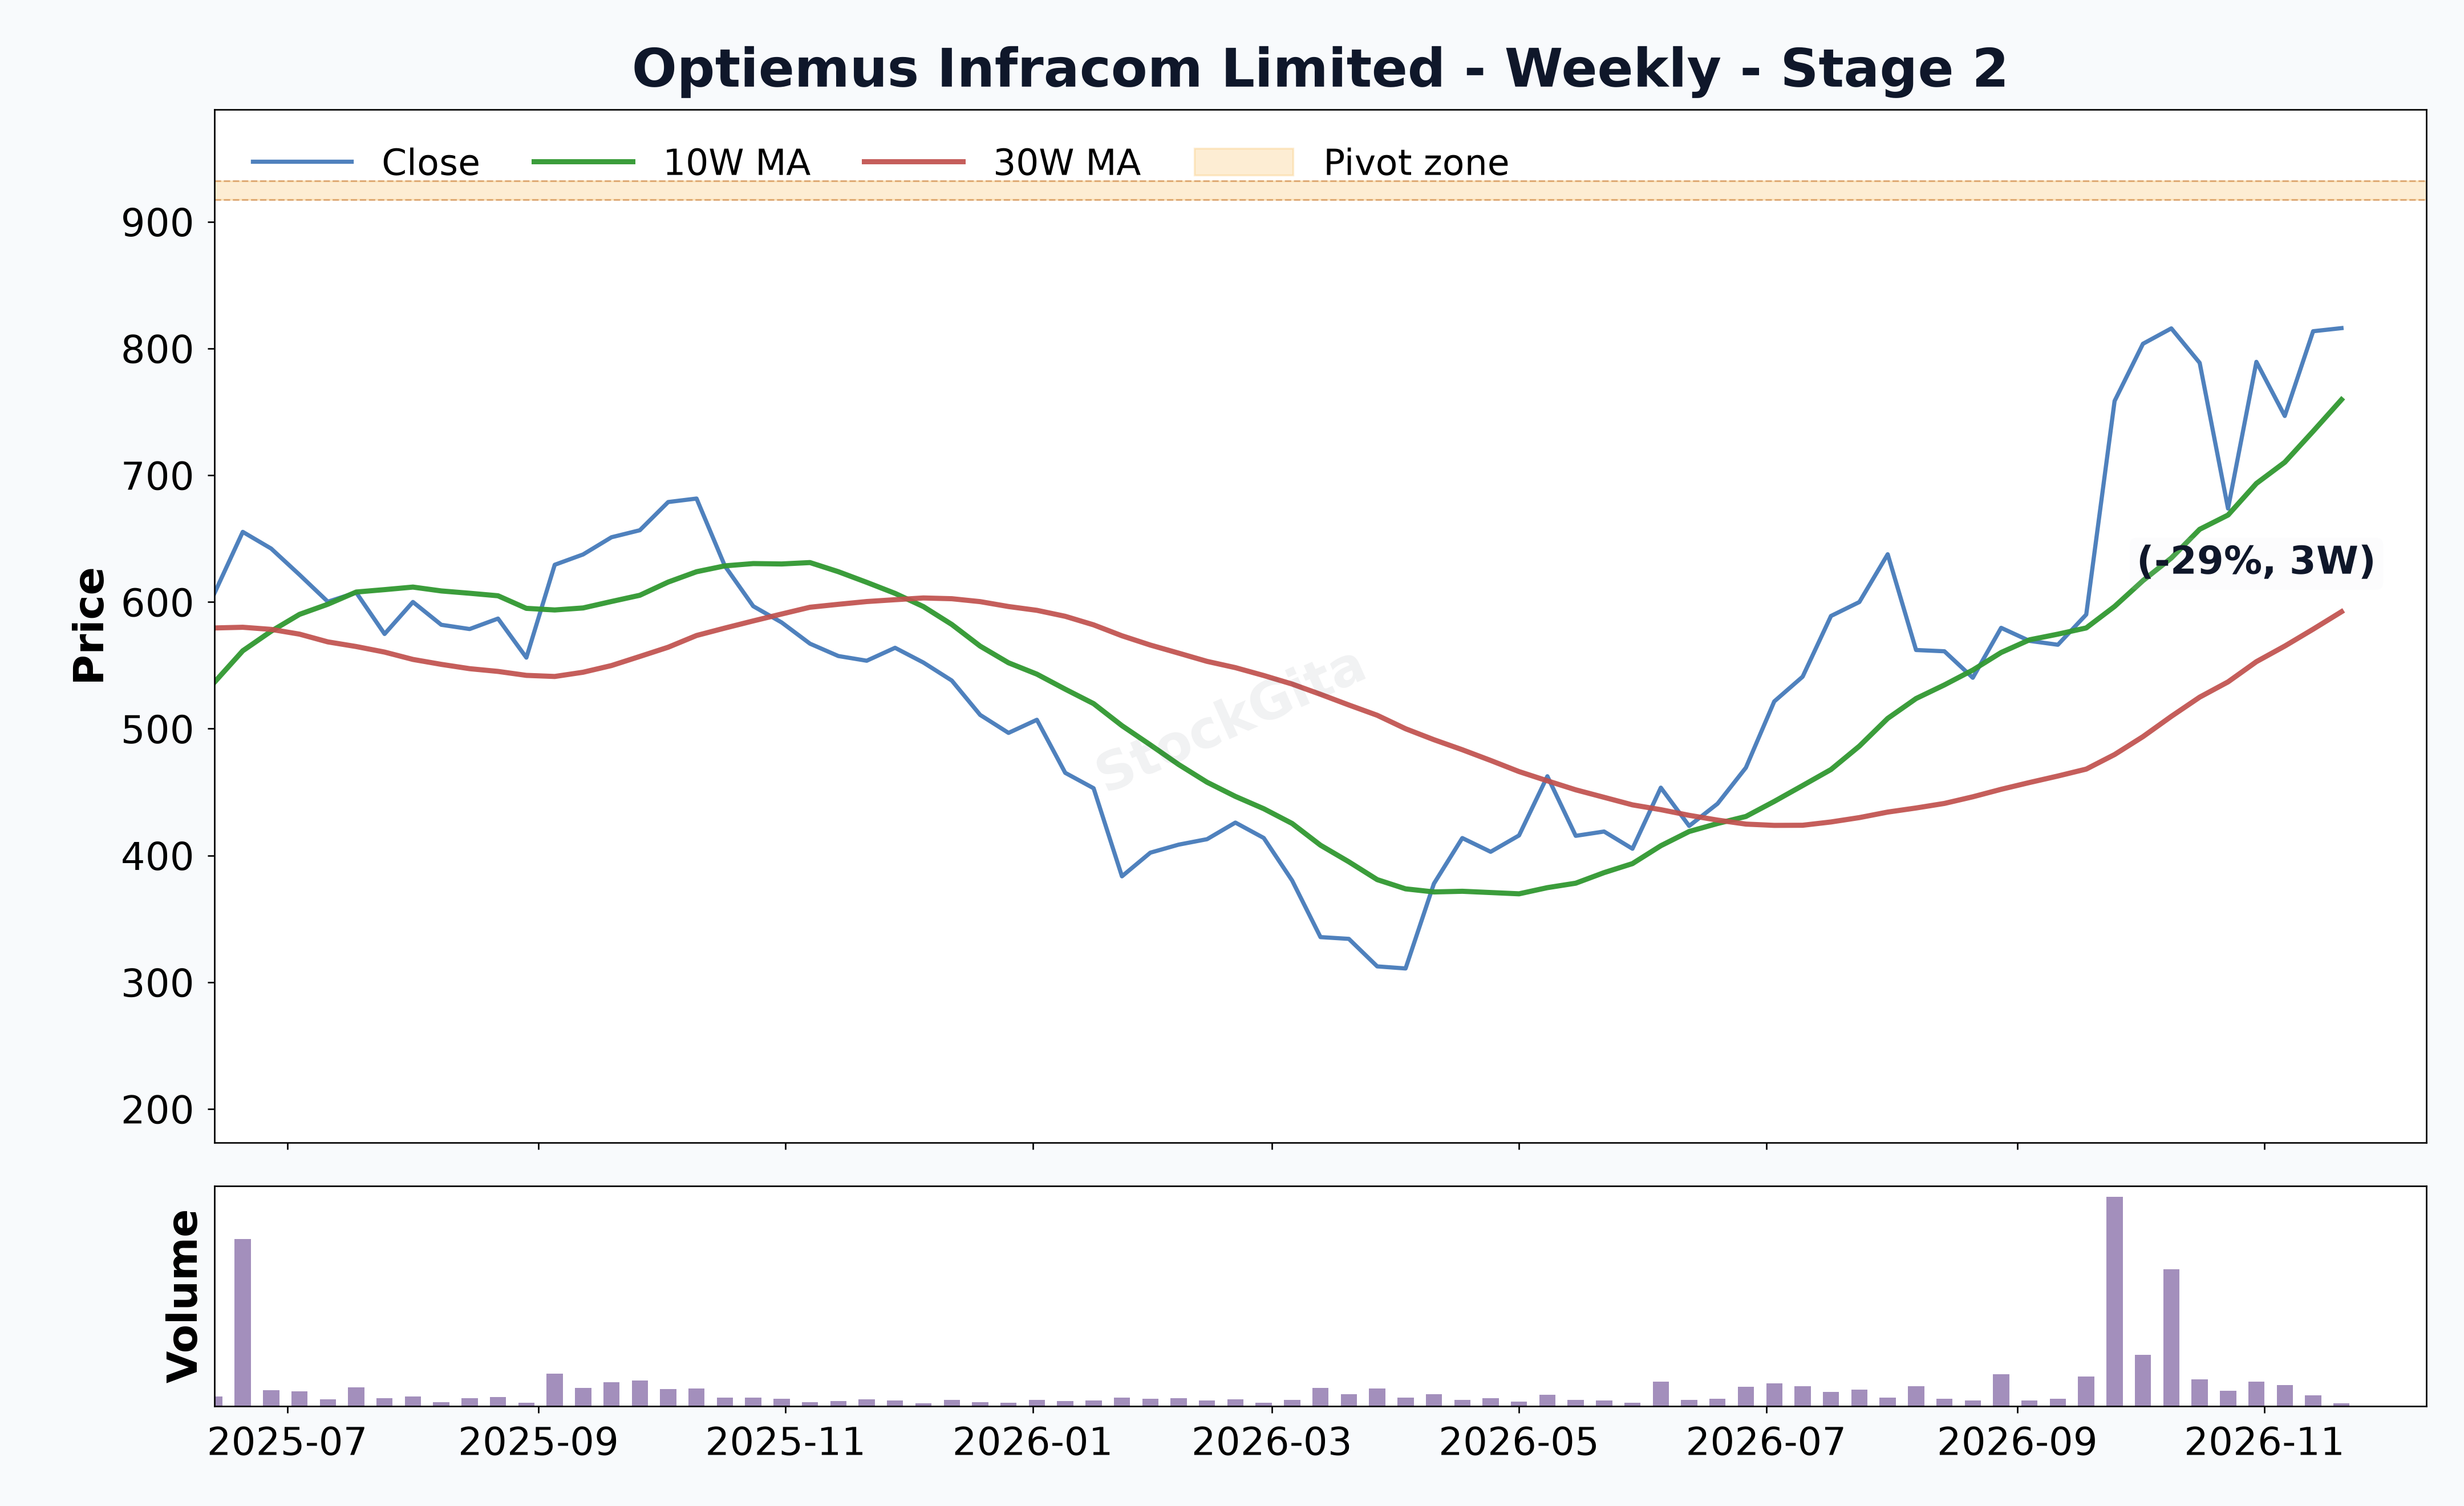 Optiemus Infracom Limited - Weekly - Stage 2
Close 10W MA 30W MA Pivot zone
Price
900
800
700
600
500
400
300
200
(-29%, 3W)
StockGita
Volume
2025-07 2025-09 2025-11 2026-01 2026-03 2026-05 2026-07 2026-09 2026-11